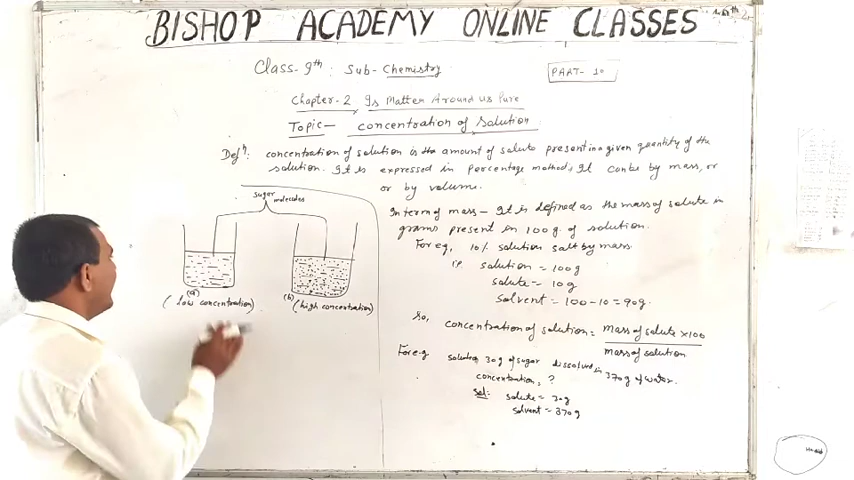 BISHOP ACADEMY ONLINE CLASSES
Class-9th: Sub-Chemistry
PART-10
Chapter-2 Is Matter Around us Pure
Topic- concentration of solution
Defn: concentration of solution is the amount of solute present in a given quantity of the
solution. It is expressed in percentage method, It can be by mass, or
or by volume.
sugar molecules
(a)
(low concentration)
(b)
(high concentration)
In term of mass - It is defined as the mass of solute in
grams present in 100g. of solution.
For eg, 10% solution salt by mass.
i.e solution = 100g
solute = 10g
solvent = 100-10 = 90g.
So,
concentration of solution = mass of solute ×100
mass of solution
For e.g 30g of sugar dissolved in 370g of water.
concentration, ?
Sol: solute = 30g
solvent = 370g